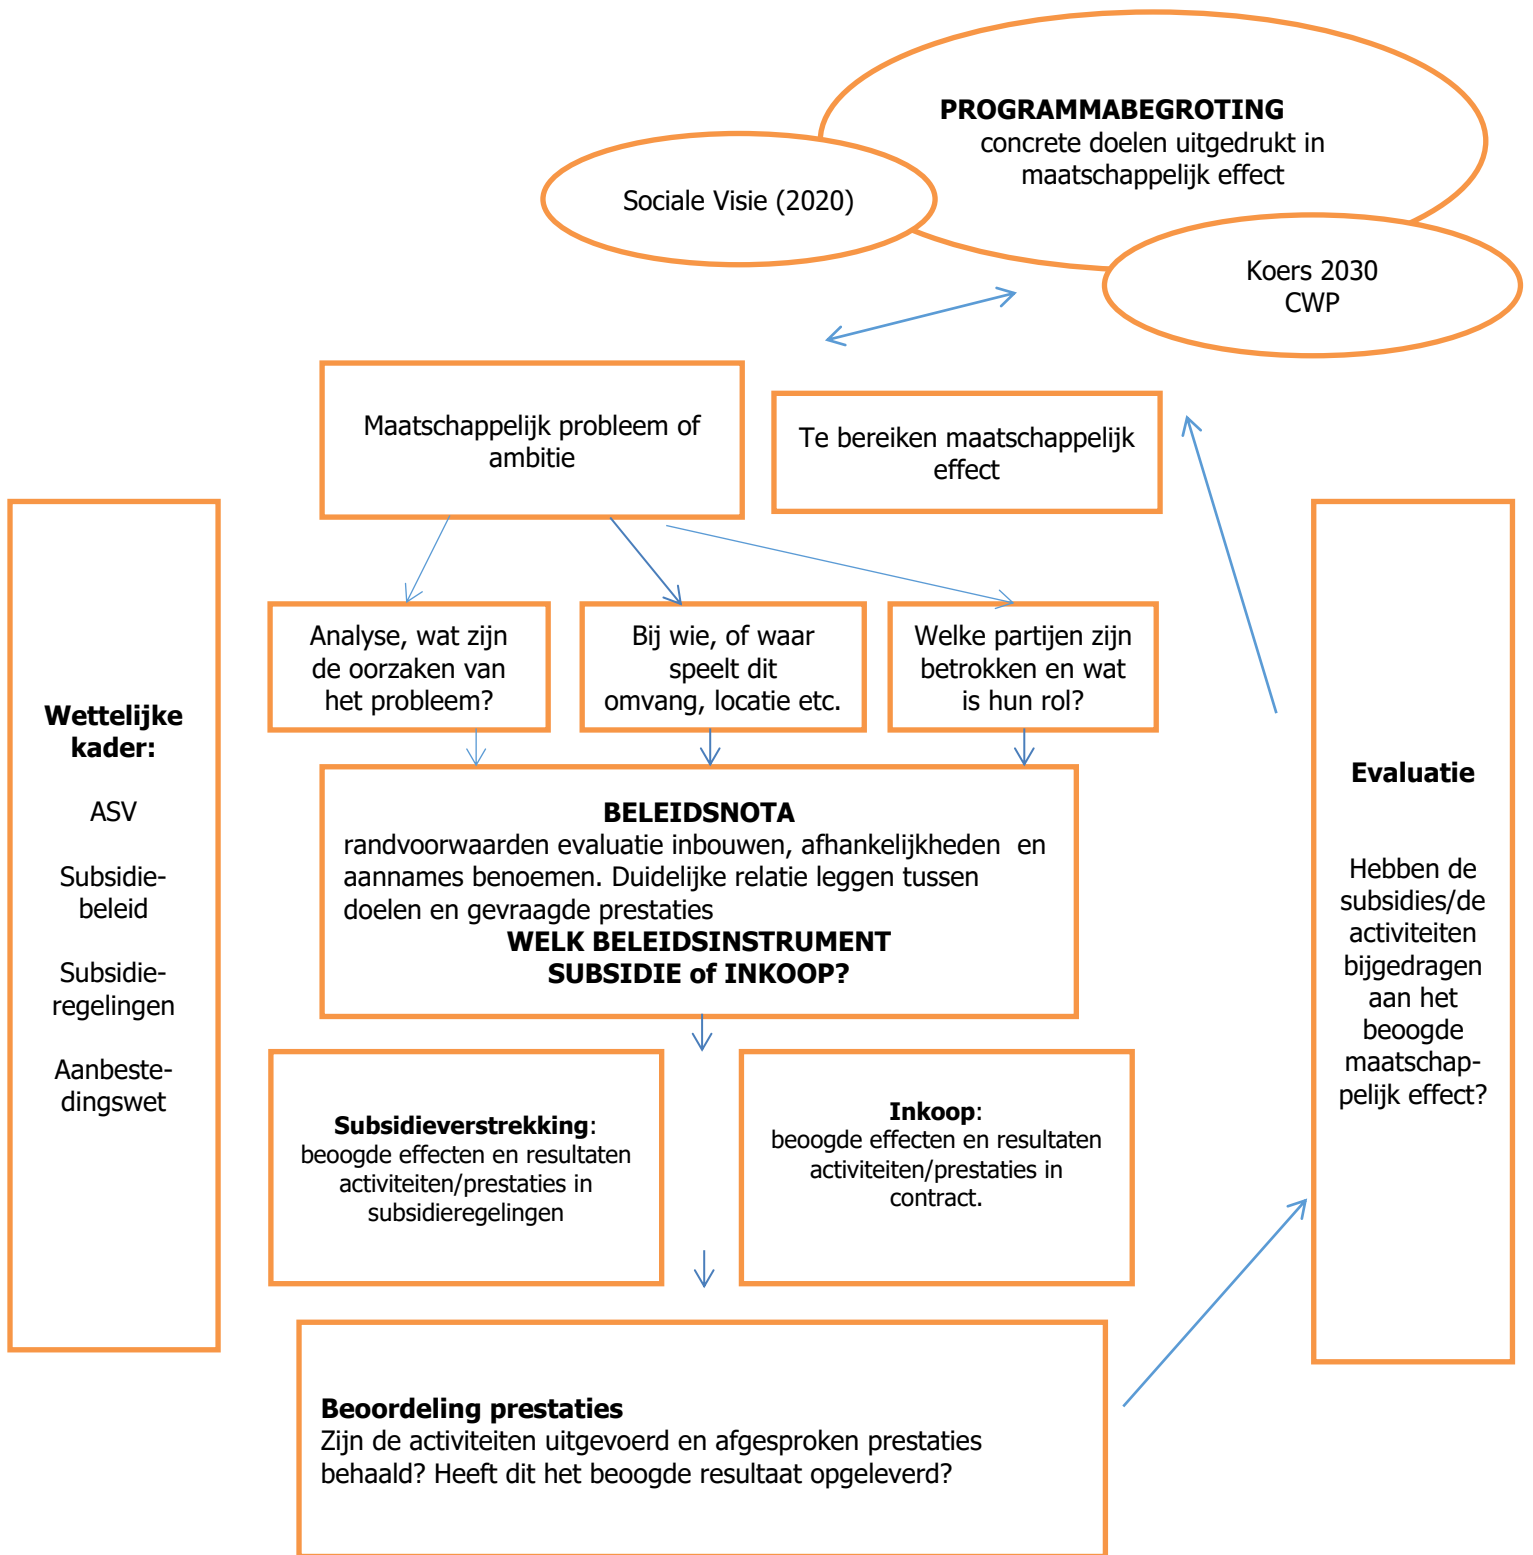 PROGRAMMABEGROTING
concrete doelen uitgedrukt in
maatschappelijk effect
Sociale Visie (2020)
Koers 2030
CWP
Maatschappelijk probleem of
ambitie
Te bereiken maatschappelijk
effect
Wettelijke
kader:
ASV
Subsidie-
beleid
Subsidie-
regelingen
Aanbeste-
dingswet
Analyse, wat zijn
de oorzaken van
het probleem?
Bij wie, of waar
speelt dit
omvang, locatie etc.
Welke partijen zijn
betrokken en wat
is hun rol?
BELEIDSNOTA
randvoorwaarden evaluatie inbouwen, afhankelijkheden en
aannames benoemen. Duidelijke relatie leggen tussen
doelen en gevraagde prestaties
WELK BELEIDSINSTRUMENT
SUBSIDIE of INKOOP?
Subsidieverstrekking:
beoogde effecten en resultaten
activiteiten/prestaties in
subsidieregelingen
Inkoop:
beoogde effecten en resultaten
activiteiten/prestaties in
contract.
Beoordeling prestaties
Zijn de activiteiten uitgevoerd en afgesproken prestaties
behaald? Heeft dit het beoogde resultaat opgeleverd?
Evaluatie
Hebben de
subsidies/de
activiteiten
bijgedragen
aan het
beoogde
maatschap-
pelijk effect?